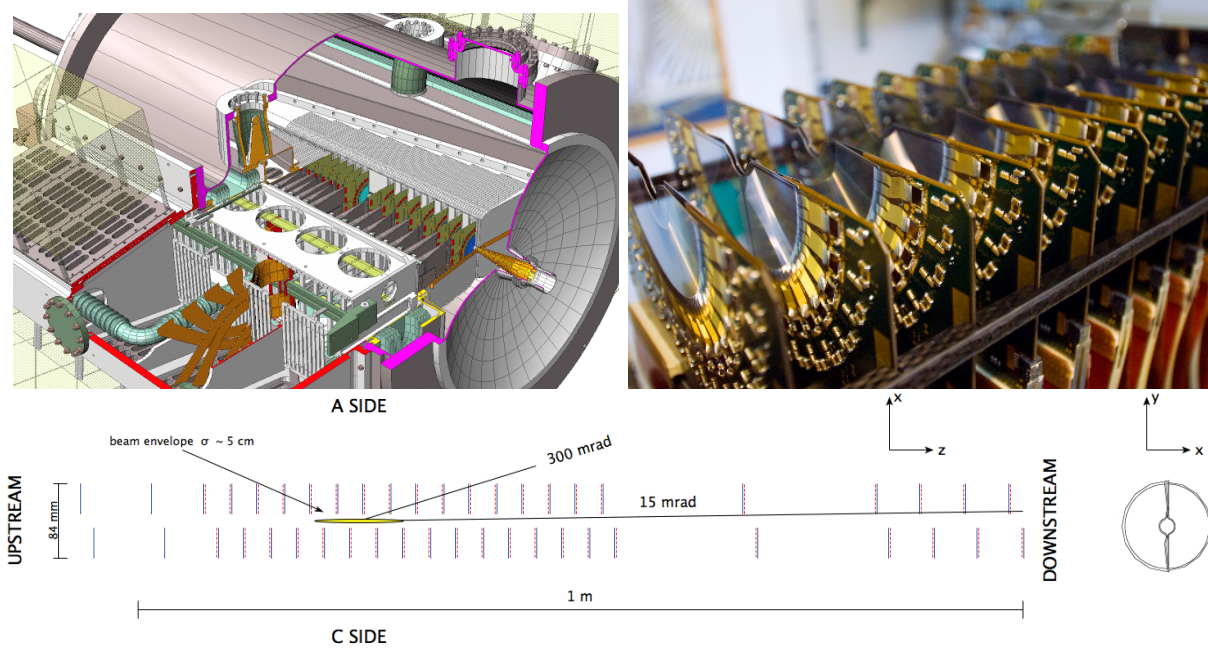 A SIDE
x
z
y
x
beam envelope σ ~ 5 cm
300 mrad
15 mrad
UPSTREAM
84 mm
DOWNSTREAM
1 m
C SIDE